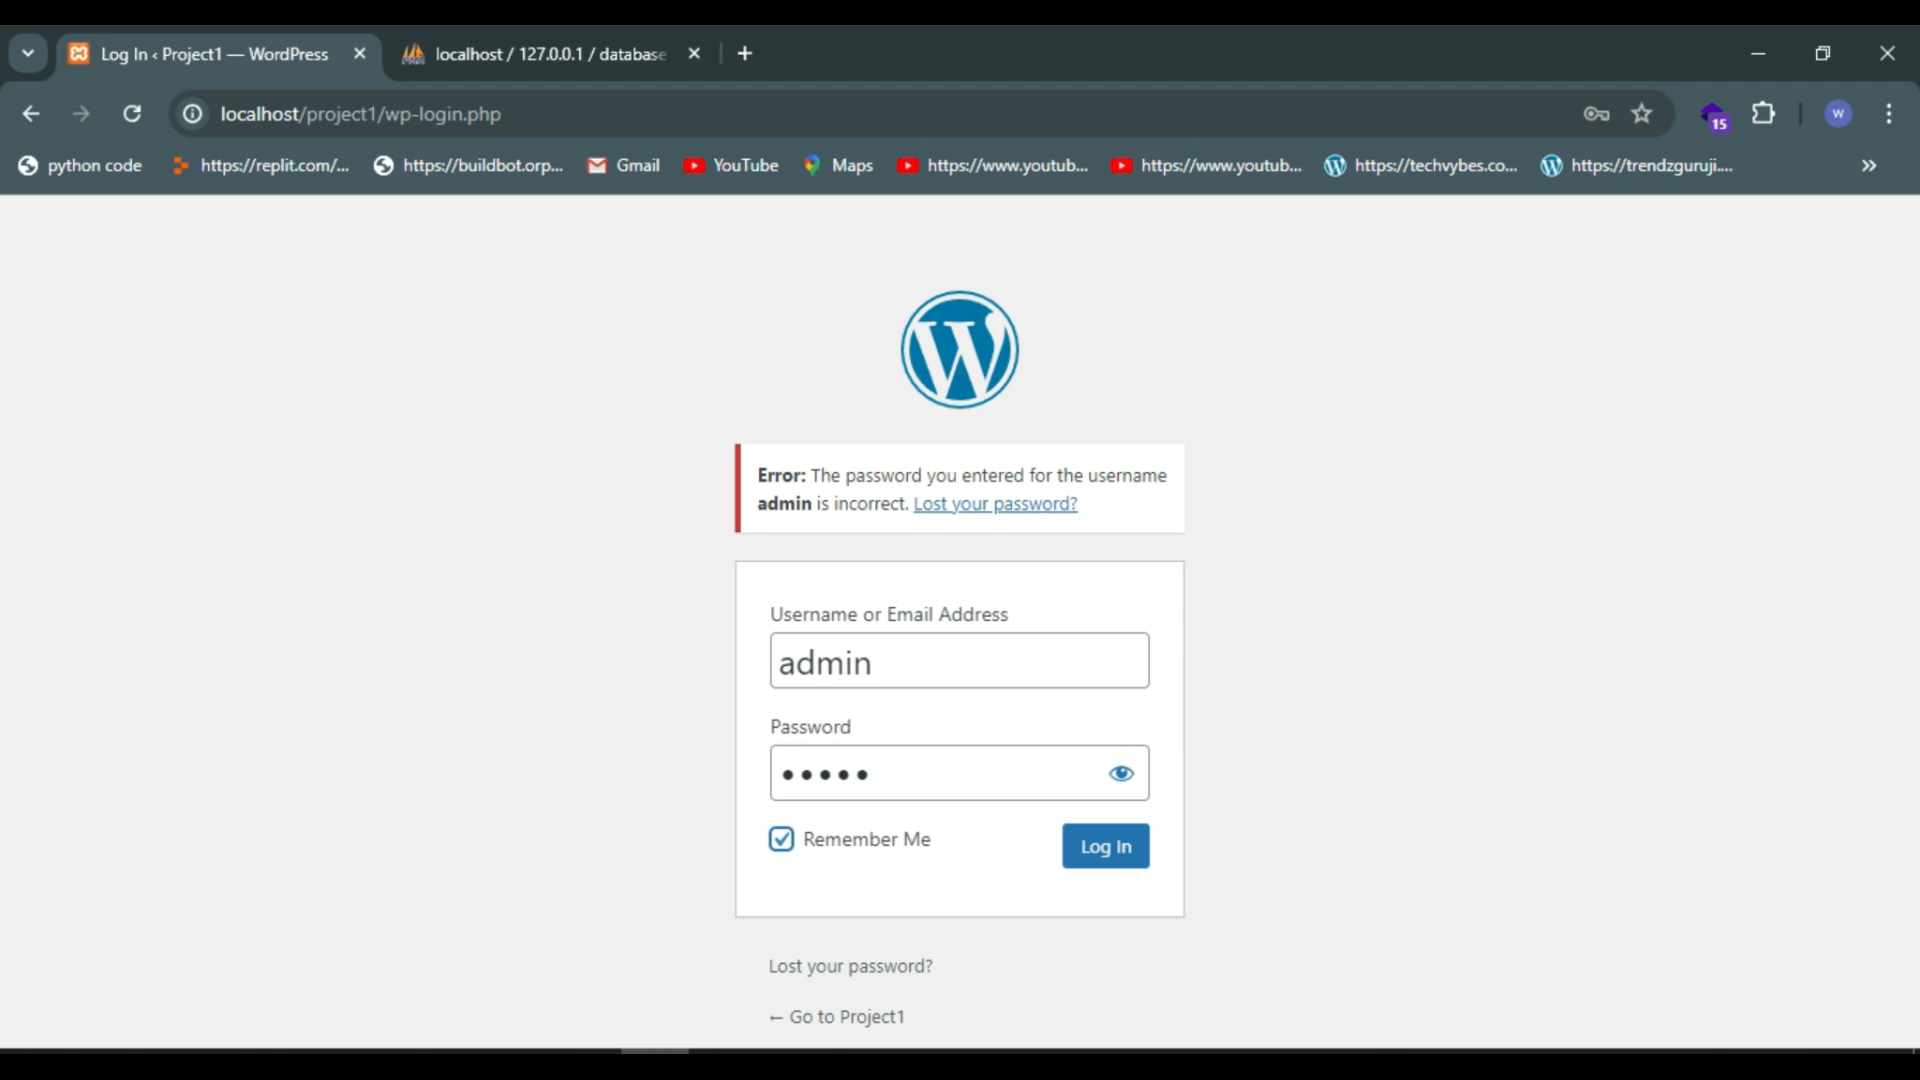 Log In ‹ Project1 — WordPress
localhost / 127.0.0.1 / database
localhost/project1/wp-login.php
15
W
python code
https://replit.com/...
https://buildbot.orp...
Gmail
YouTube
Maps
https://www.youtub...
https://www.youtub...
https://techvybes.co...
https://trendzguruji....
Error: The password you entered for the username
admin is incorrect. Lost your password?
Username or Email Address
admin
Password
Remember Me
Log In
Lost your password?
← Go to Project1